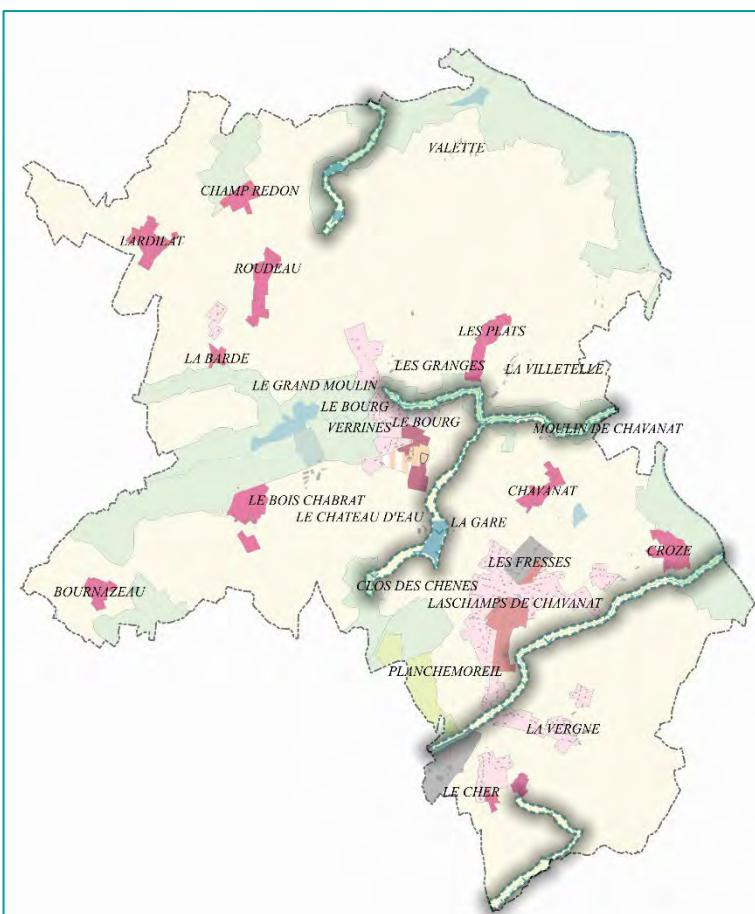 VALETTE
CHAMP REDON
LARDILAT
ROUDEAU
LES PLATS
LA BARDE
LES GRANGES
LA VILLETELLE
LE GRAND MOULIN
LE BOURG
LE BOURG
VERRINES
MOULIN DE CHAVANAT
CHAVANAT
LE BOIS CHABRAT
LE CHATEAU D'EAU
LA GARE
CROZE
LES FRESSES
BOURNAZEAU
CLOS DES CHENES
LASCHAMPS DE CHAVANAT
PLANCHEMOREIL
LA VERGNE
LE CHER